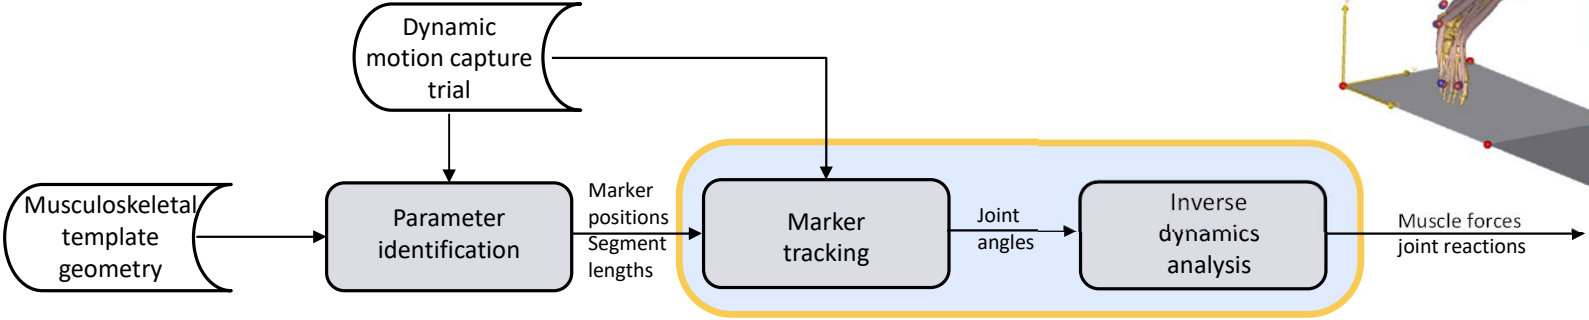 Dynamic
motion capture
trial
Musculoskeletal
template
geometry
Parameter
identification
Marker
positions
Segment
lengths
Marker
tracking
Joint
angles
Inverse
dynamics
analysis
Muscle forces
joint reactions